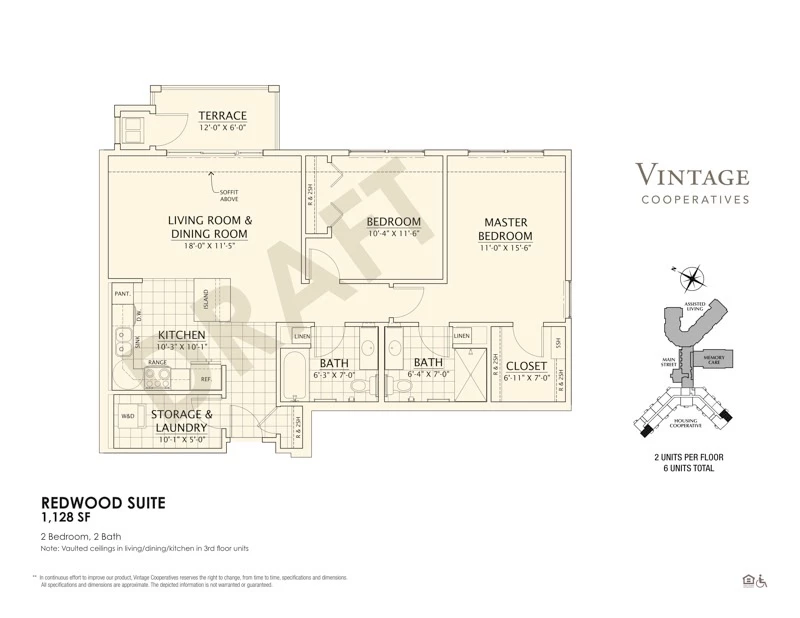 TERRACE
12'-0" X 6'-0"
SOFFIT
ABOVE
R & 2SH
LIVING ROOM &
DINING ROOM
18'-0" X 11'-5"
BEDROOM
10'-4" X 11'-6"
MASTER
BEDROOM
11'-0" X 15'-6"
DRAFT
PANT.
ISLAND
D.W.
SINK
KITCHEN
10'-3" X 10'-1"
RANGE
REF.
LINEN
BATH
6'-3" X 7'-0"
LINEN
BATH
6'-4" X 7'-0"
R & 2SH
CLOSET
6'-11" X 7'-0"
5SH
R & 2SH
W&D
STORAGE &
LAUNDRY
10'-1" X 5'-0"
R & 2SH
VINTAGE
COOPERATIVES
N
ASSISTED
LIVING
MAIN
STREET
MEMORY
CARE
HOUSING
COOPERATIVE
2 UNITS PER FLOOR
6 UNITS TOTAL
REDWOOD SUITE
1,128 SF
2 Bedroom, 2 Bath
Note: Vaulted ceilings in living/dining/kitchen in 3rd floor units
** In continuous effort to improve our product, Vintage Cooperatives reserves the right to change, from time to time, specifications and dimensions.
All specifications and dimensions are approximate. The depicted information is not warranted or guaranteed.